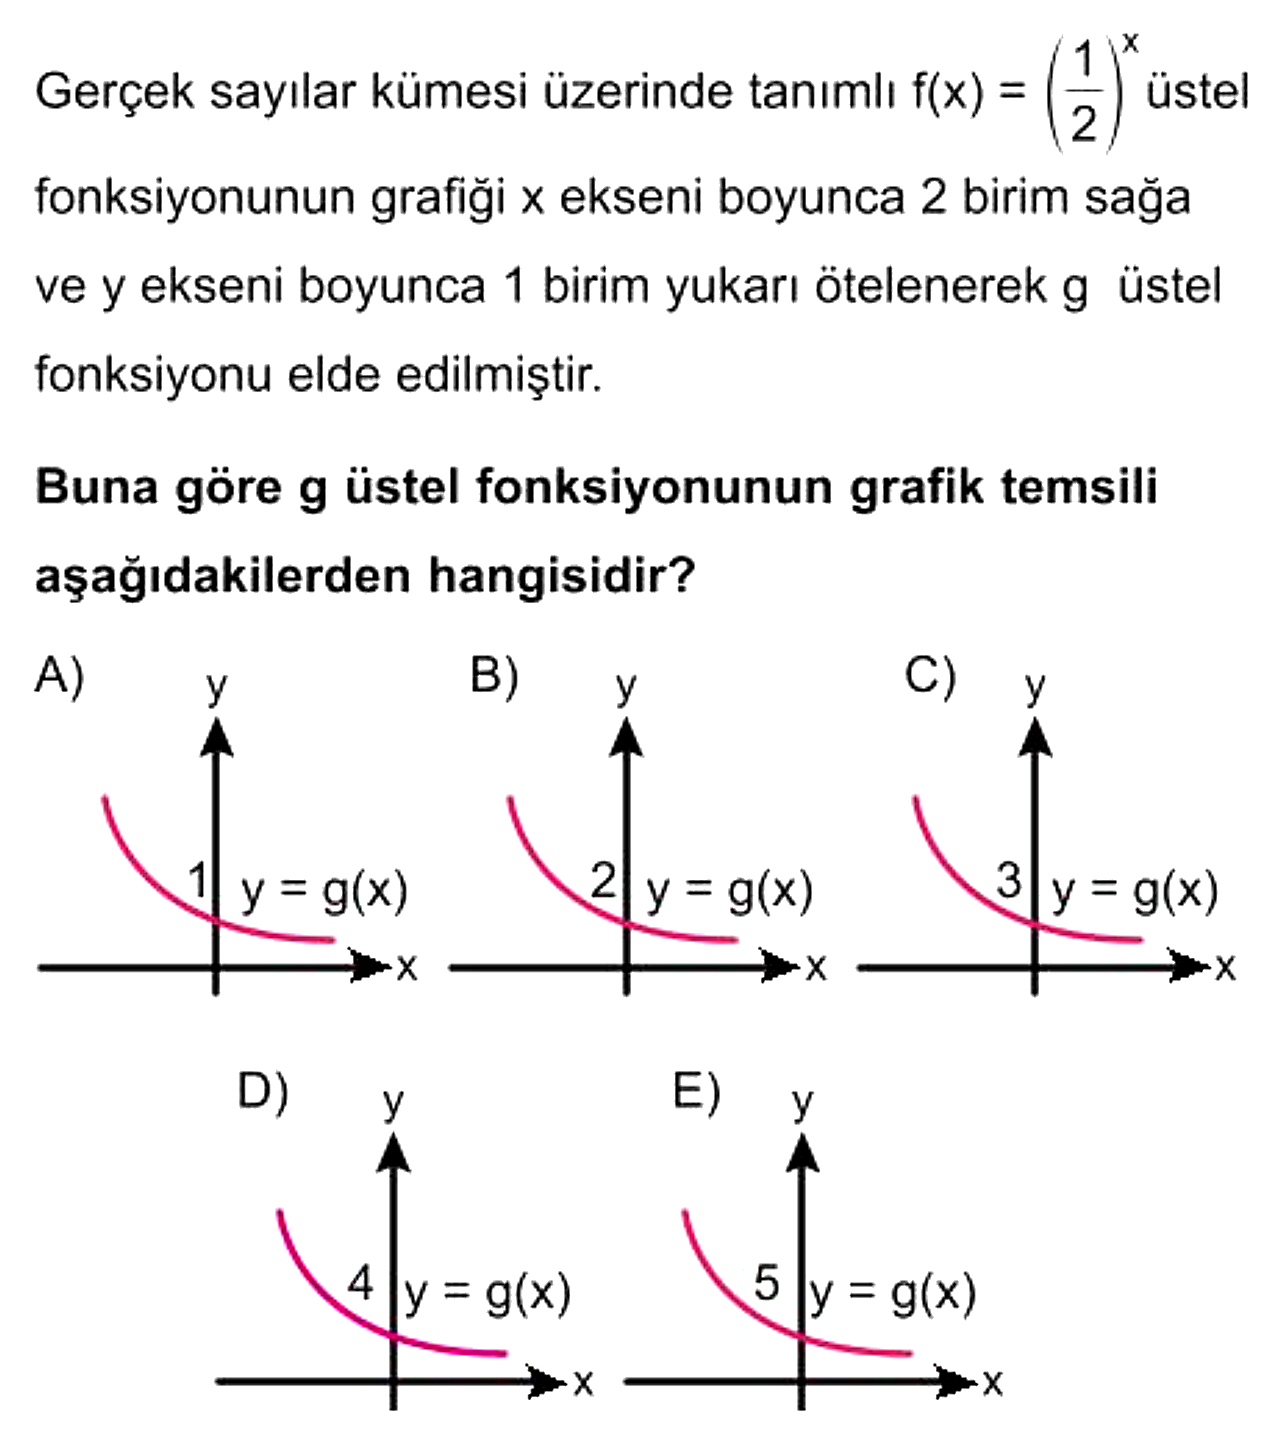 Gerçek sayılar kümesi üzerinde tanımlı f(x) = (1/2)^x üstel
fonksiyonunun grafiği x ekseni boyunca 2 birim sağa
ve y ekseni boyunca 1 birim yukarı ötelenerek g üstel
fonksiyonu elde edilmiştir.
Buna göre g üstel fonksiyonunun grafik temsili
aşağıdakilerden hangisidir?
A) y B) y C) y
1 y = g(x) 2 y = g(x) 3 y = g(x)
x x x
D) y E) y
4 y = g(x) 5 y = g(x)
x x